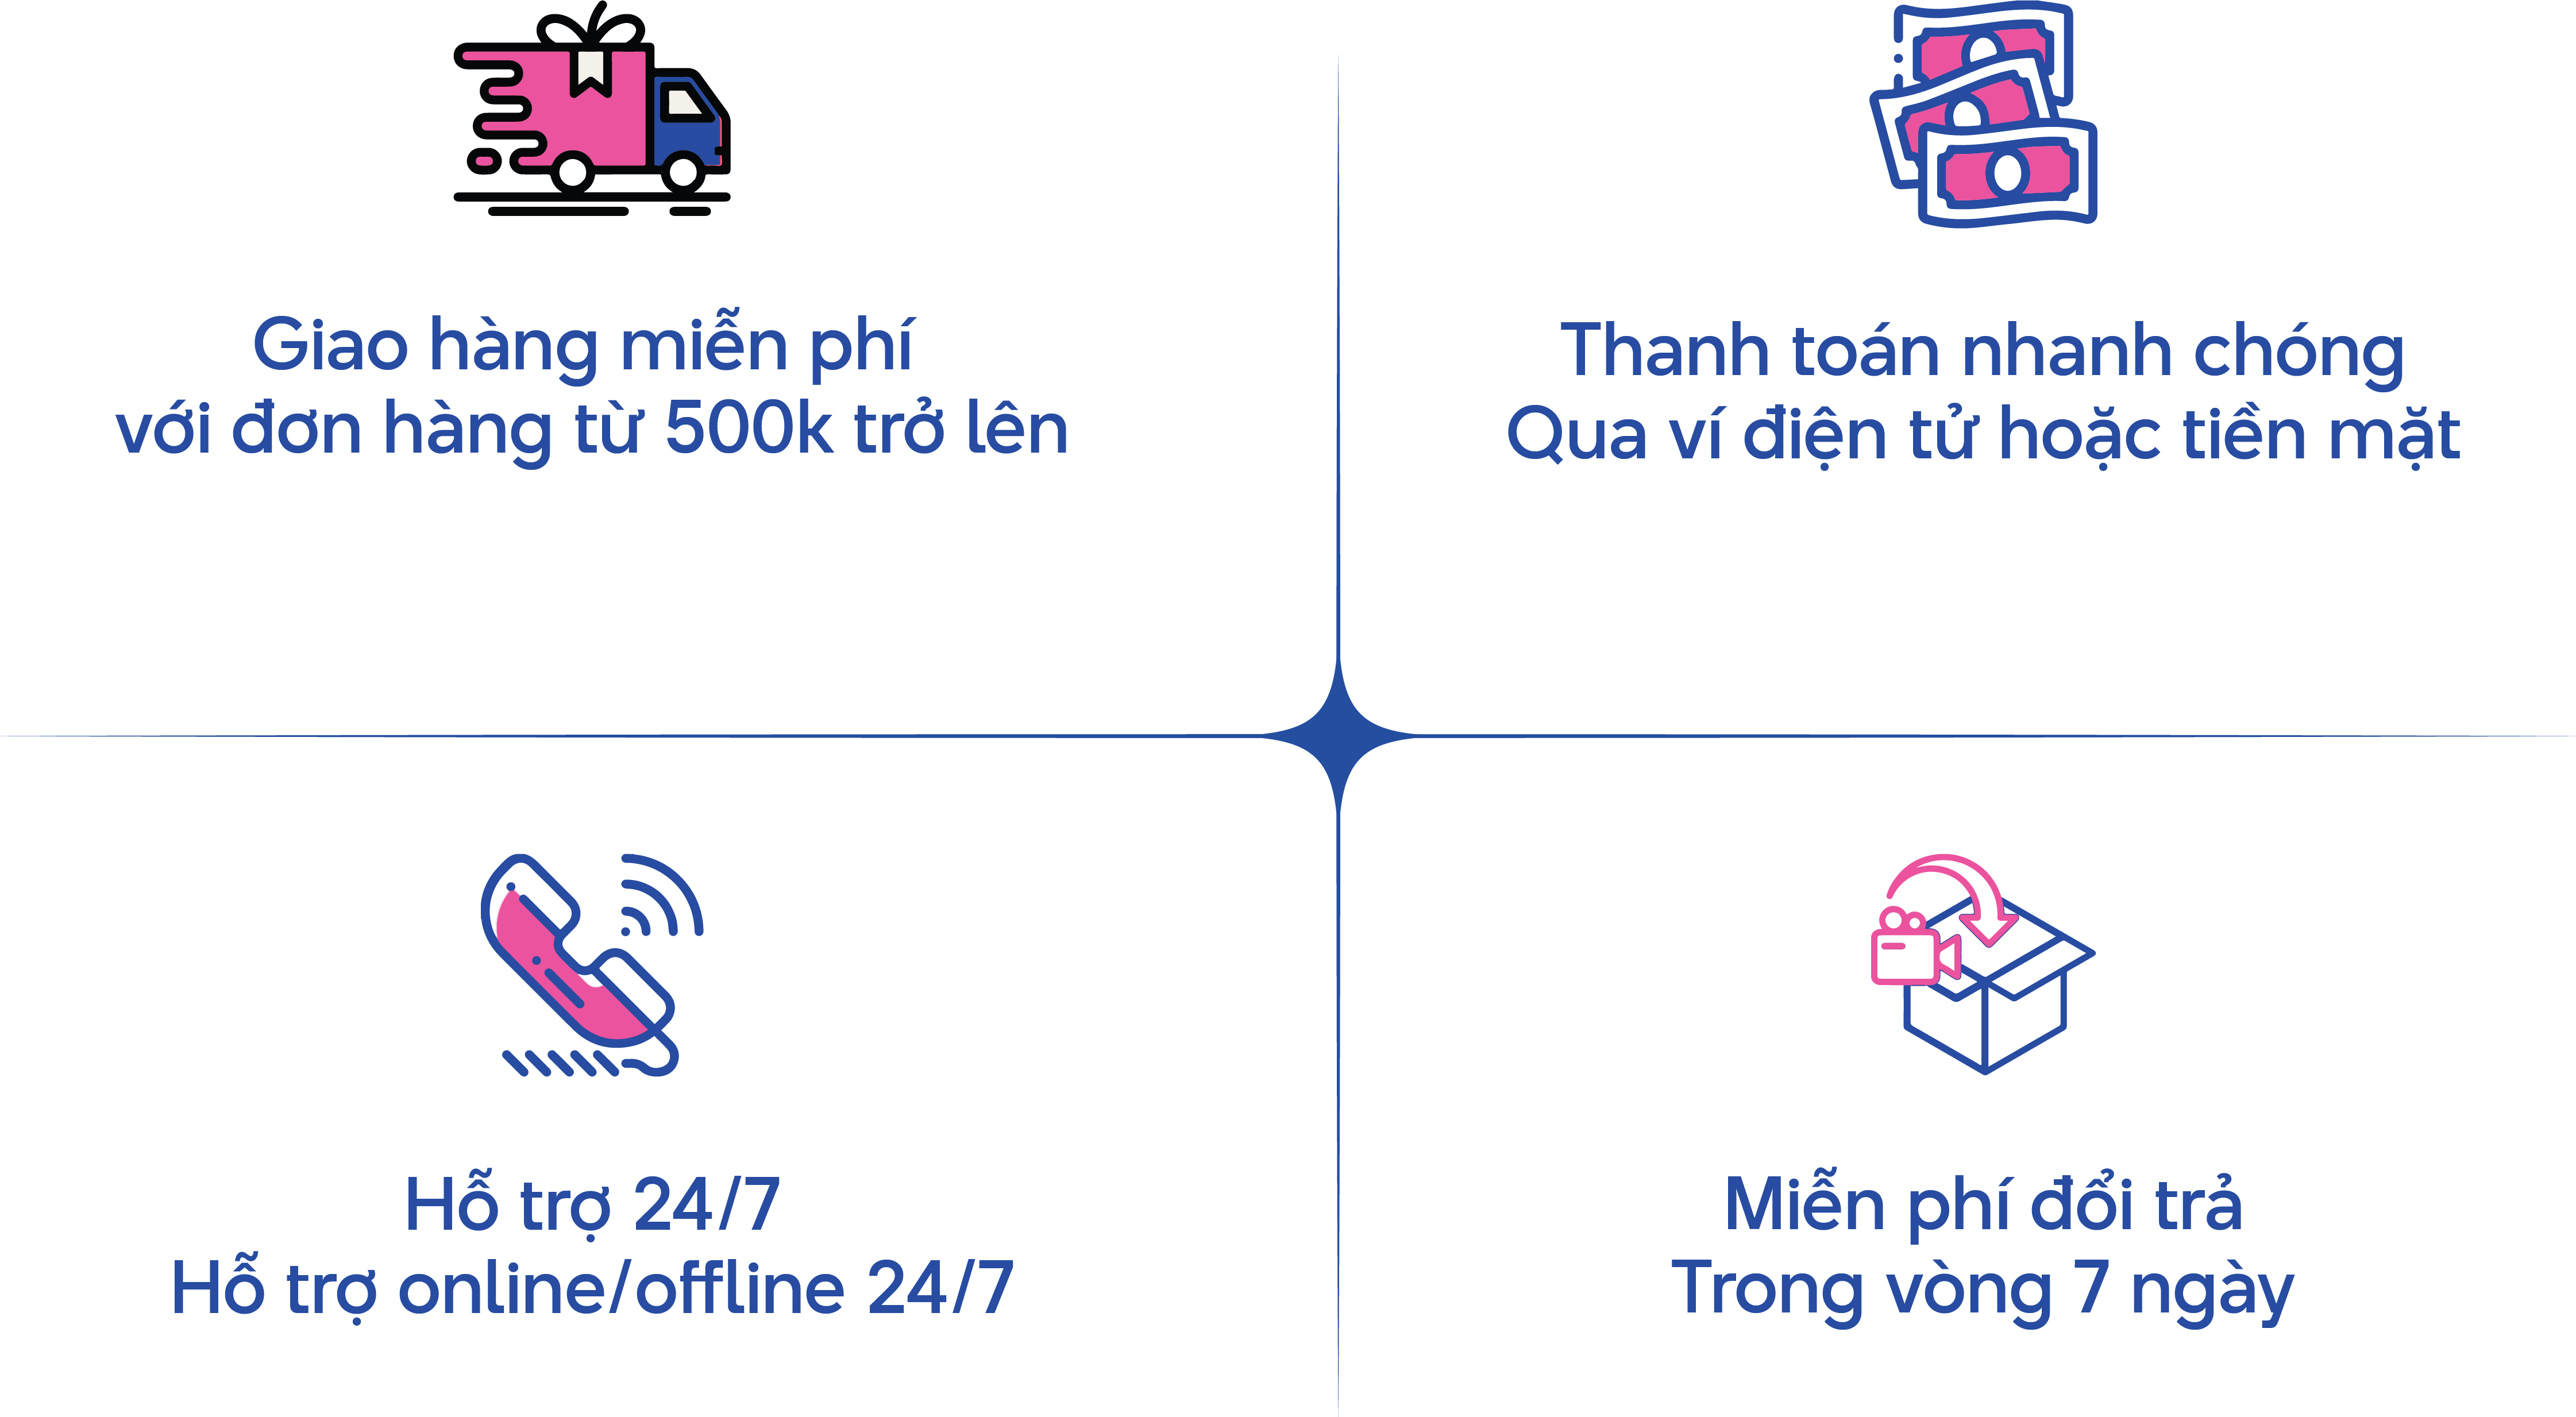 Giao hàng miễn phí
với đơn hàng từ 500k trở lên
Thanh toán nhanh chóng
Qua ví điện tử hoặc tiền mặt
Hỗ trợ 24/7
Hỗ trợ online/offline 24/7
Miễn phí đổi trả
Trong vòng 7 ngày